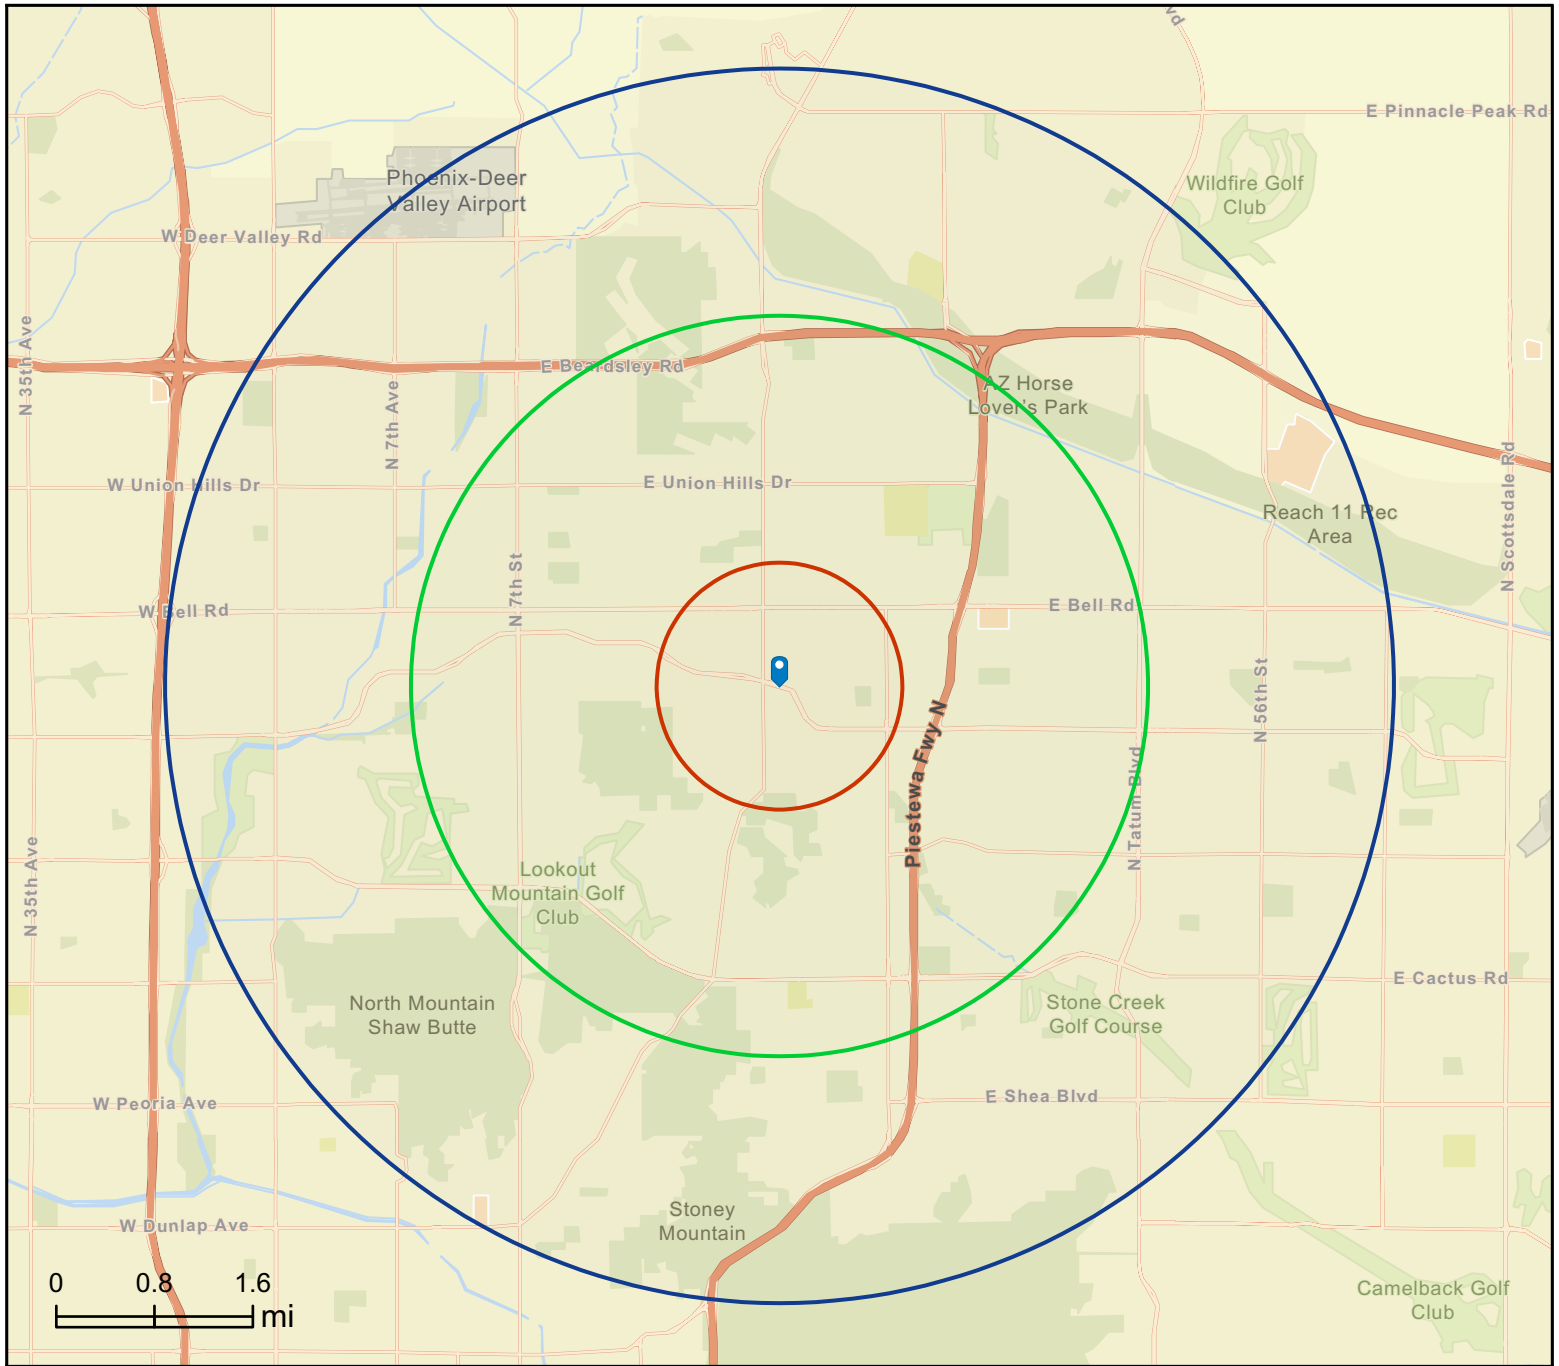 vd
E Pinnacle Peak Rd
Phoenix-Deer
Valley Airport
Wildfire Golf
Club
W Deer Valley Rd
N 35th Ave
E Beardsley Rd
N 7th Ave
AZ Horse
Lover's Park
W Union Hills Dr
E Union Hills Dr
N Scottsdale Rd
Reach 11 Rec
Area
N 7th St
W Bell Rd
E Bell Rd
N 56th St
Piestewa Fwy N
N Tatum Blvd
N 35th Ave
Lookout
Mountain Golf
Club
E Cactus Rd
North Mountain
Shaw Butte
Stone Creek
Golf Course
W Peoria Ave
E Shea Blvd
Stoney
Mountain
W Dunlap Ave
0 0.8 1.6
mi
Camelback Golf
Club